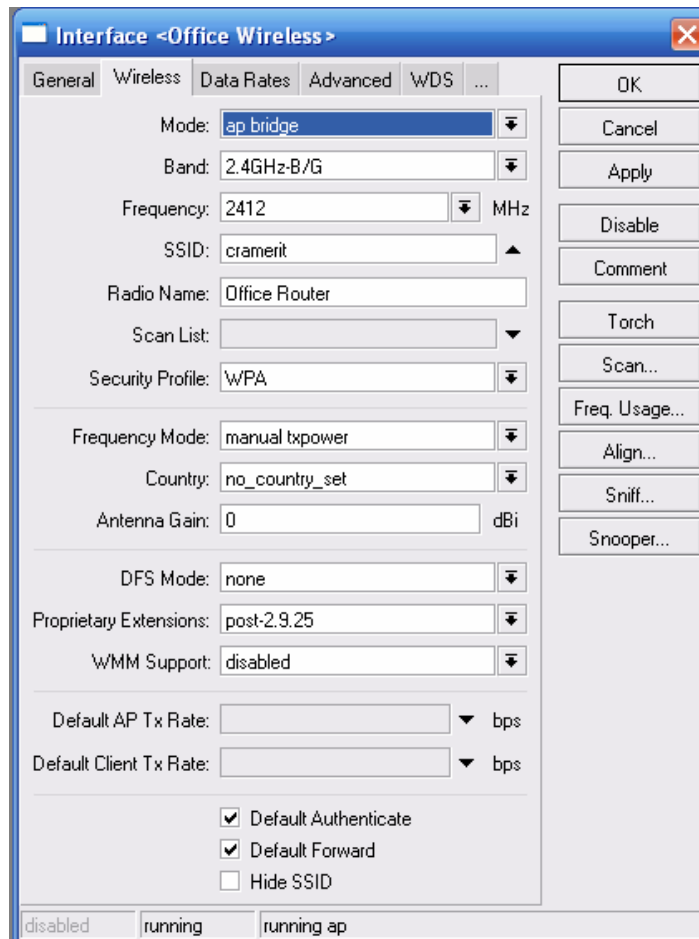 Interface <Office Wireless>
General Wireless Data Rates Advanced WDS ...
Mode: ap bridge
Band: 2.4GHz-B/G
Frequency: 2412 MHz
SSID: cramerit
Radio Name: Office Router
Scan List:
Security Profile: WPA
Frequency Mode: manual txpower
Country: no_country_set
Antenna Gain: 0 dBi
DFS Mode: none
Proprietary Extensions: post-2.9.25
WMM Support: disabled
Default AP Tx Rate: bps
Default Client Tx Rate: bps
Default Authenticate
Default Forward
Hide SSID
OK
Cancel
Apply
Disable
Comment
Torch
Scan...
Freq. Usage...
Align...
Sniff...
Snooper...
disabled running running ap